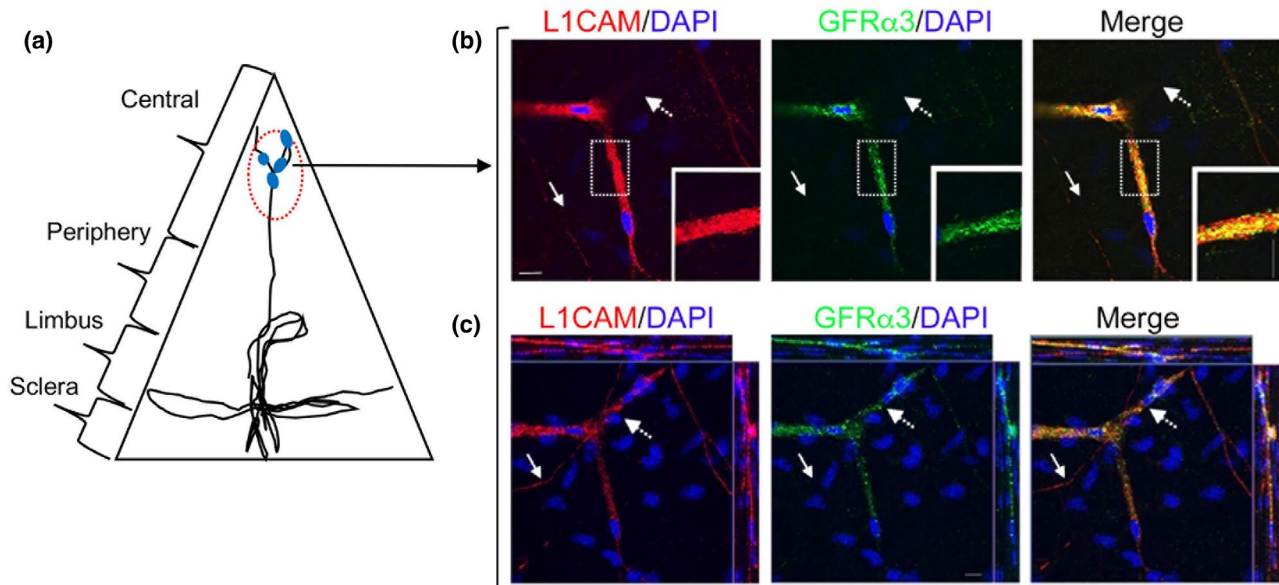 (a)
Central
Periphery
Limbus
Sclera
(b)
L1CAM/DAPI
GFRα3/DAPI
Merge
(c)
L1CAM/DAPI
GFRα3/DAPI
Merge